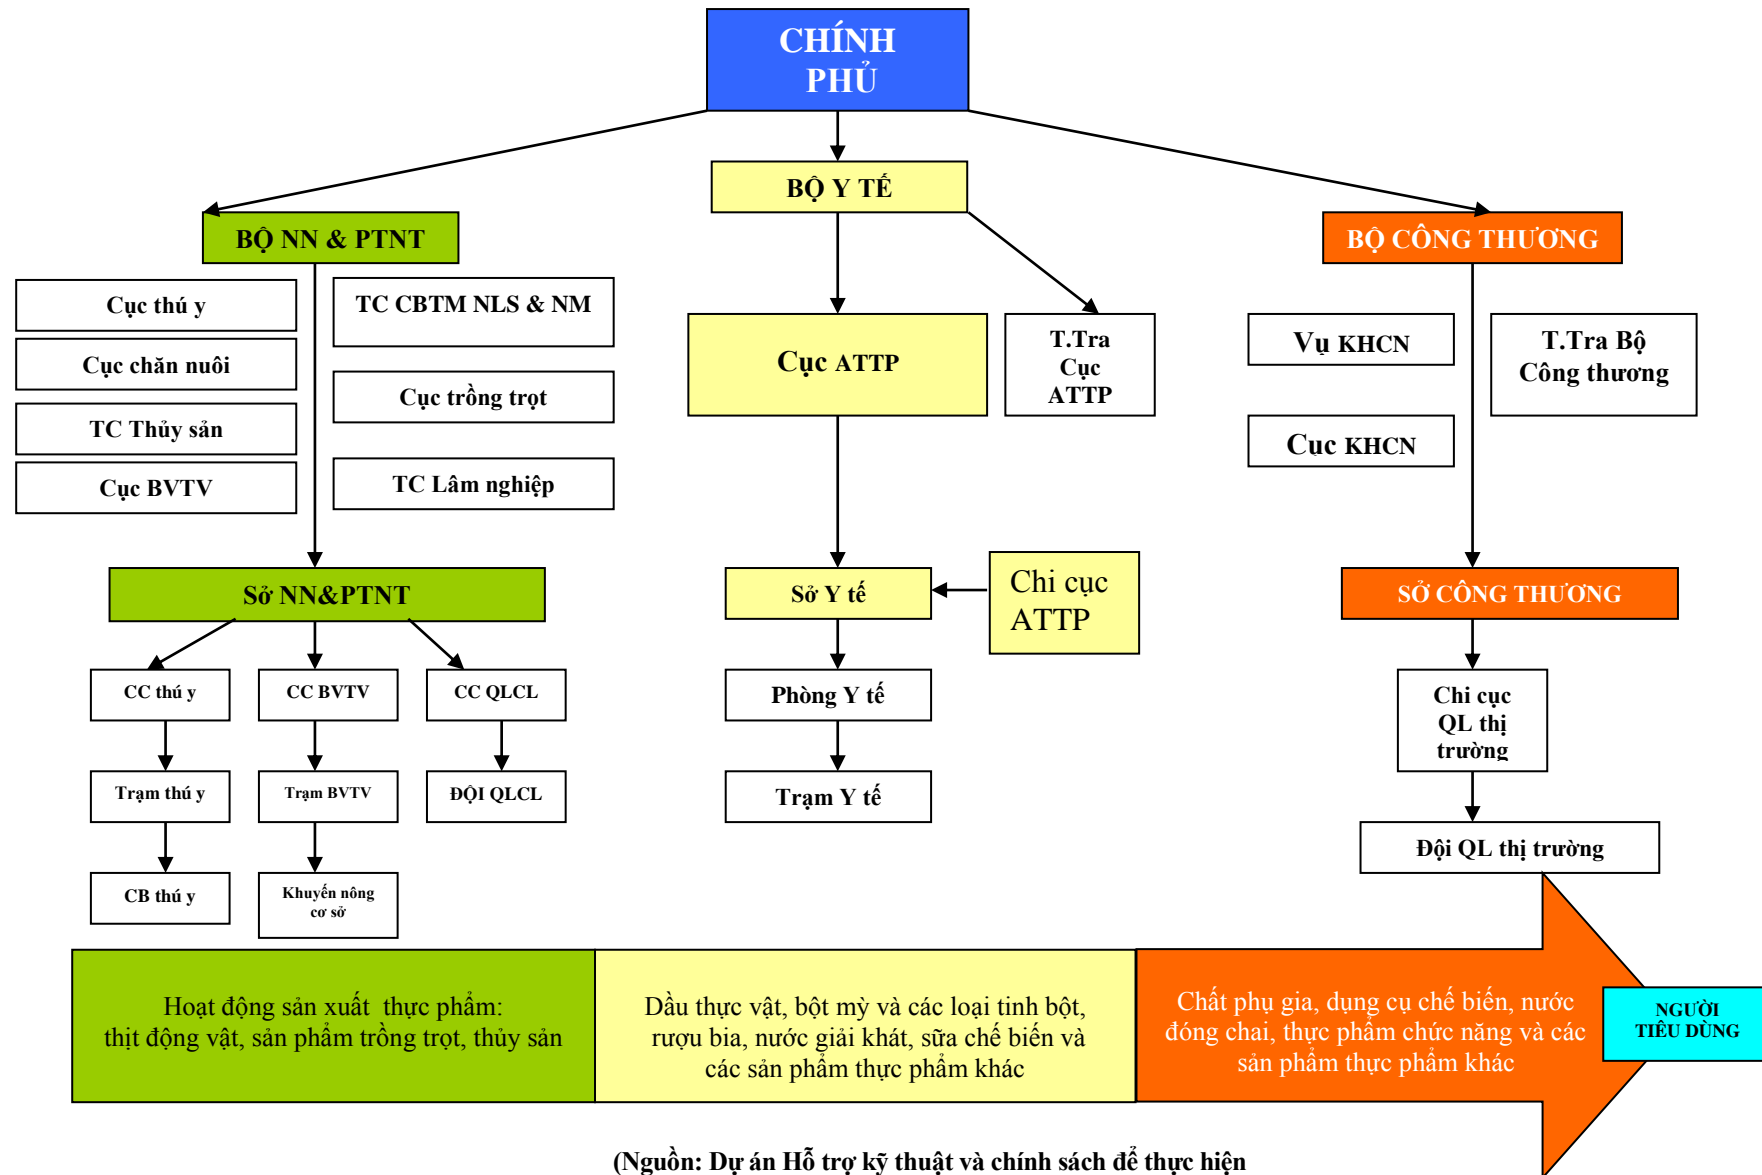 CHÍNH
PHỦ
BỘ Y TẾ
BỘ NN & PTNT
BỘ CÔNG THƯƠNG
Cục thú y
TC CBTM NLS & NM
Cục chăn nuôi
Cục trồng trọt
TC Thủy sản
Cục BVTV
TC Lâm nghiệp
Cục ATTP
T.Tra
Cục
ATTP
Vụ KHCN
T.Tra Bộ
Công thương
Cục KHCN
Sở NN&PTNT
Sở Y tế
Chi cục
ATTP
SỞ CÔNG THƯƠNG
CC thú y
CC BVTV
CC QLCL
Phòng Y tế
Chi cục
QL thị
trường
Trạm thú y
Trạm BVTV
ĐỘI QLCL
Trạm Y tế
Đội QL thị trường
CB thú y
Khuyến nông
cơ sở
Hoạt động sản xuất thực phẩm:
thịt động vật, sản phẩm trồng trọt, thủy sản
Dầu thực vật, bột mỳ và các loại tinh bột,
rượu bia, nước giải khát, sữa chế biến và
các sản phẩm thực phẩm khác
Chất phụ gia, dụng cụ chế biến, nước
đóng chai, thực phẩm chức năng và các
sản phẩm thực phẩm khác
NGƯỜI
TIÊU DÙNG
(Nguồn: Dự án Hỗ trợ kỹ thuật và chính sách để thực hiện